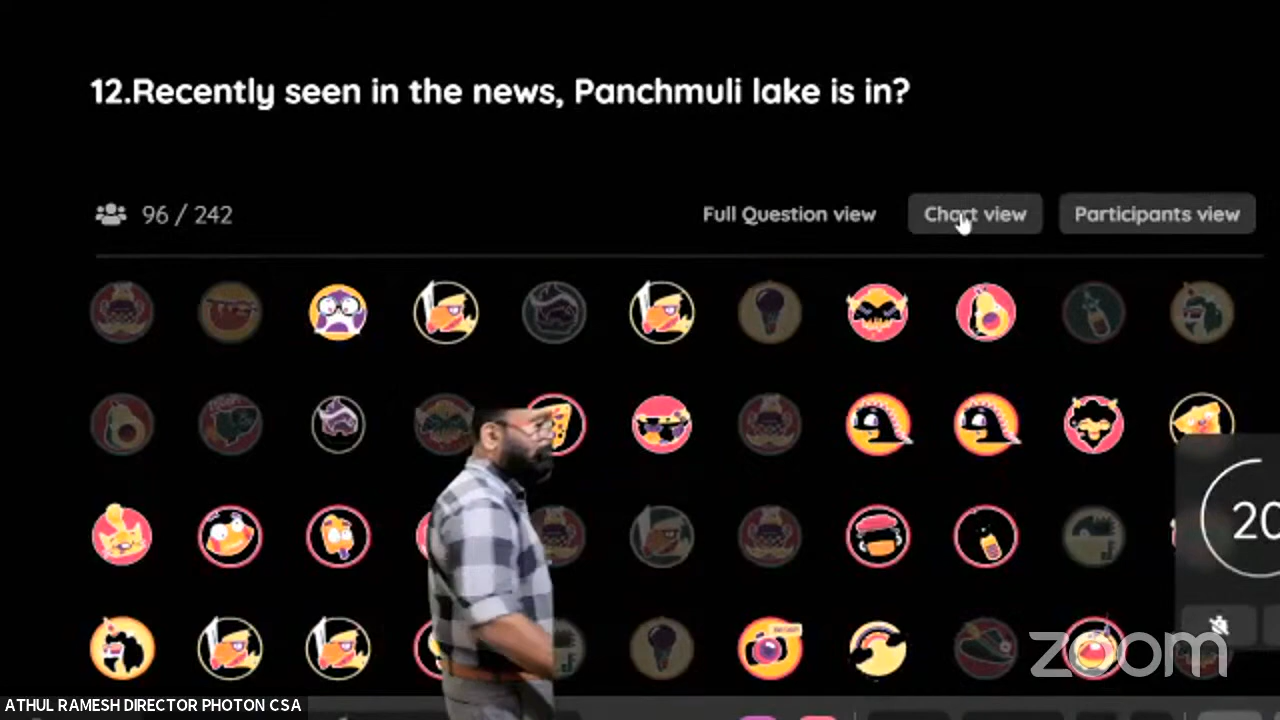 12.Recently seen in the news, Panchmuli lake is in?
96 / 242
Full Question view
Chart view
Participants view
20
zoom
ATHUL RAMESH DIRECTOR PHOTON CSA